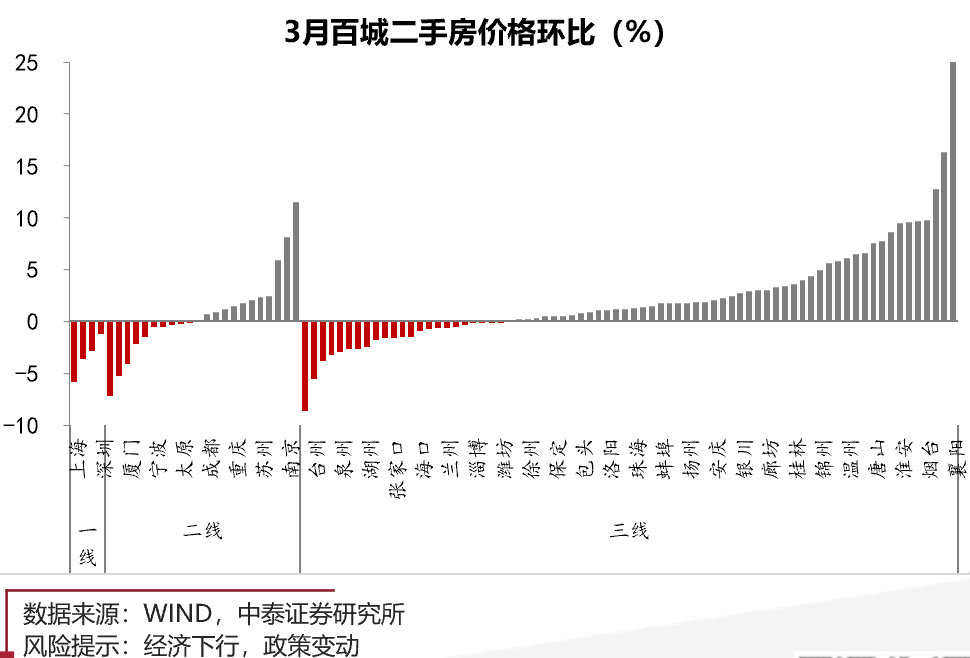 3月百城二手房价格环比（%）
25
20
15
10
5
0
−5
−10
上海
深圳
厦门
宁波
太原
成都
重庆
苏州
南京
台州
泉州
湖州
张家口
海口
兰州
淄博
潍坊
徐州
保定
包头
洛阳
珠海
蚌埠
扬州
安庆
银川
廊坊
桂林
锦州
温州
唐山
淮安
烟台
襄阳
一线
二线
三线
数据来源：WIND，中泰证券研究所
风险提示：经济下行，政策变动